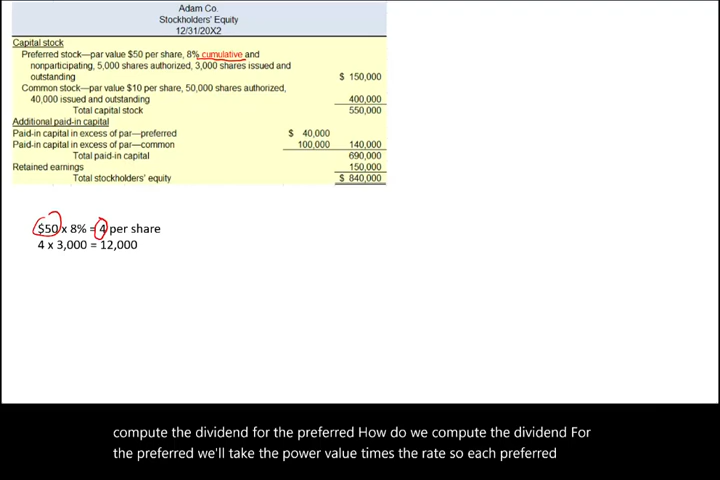 Adam Co.
Stockholders' Equity
12/31/20X2
Capital stock
Preferred stock—par value $50 per share, 8% cumulative and
nonparticipating, 5,000 shares authorized, 3,000 shares issued and
outstanding $ 150,000
Common stock—par value $10 per share, 50,000 shares authorized,
40,000 issued and outstanding 400,000
Total capital stock 550,000
Additional paid-in capital
Paid-in capital in excess of par—preferred $ 40,000
Paid-in capital in excess of par—common 100,000 140,000
Total paid-in capital 690,000
Retained earnings 150,000
Total stockholders' equity $ 840,000
$50 x 8% = 4 per share
4 x 3,000 = 12,000
compute the dividend for the preferred How do we compute the dividend For
the preferred we'll take the power value times the rate so each preferred